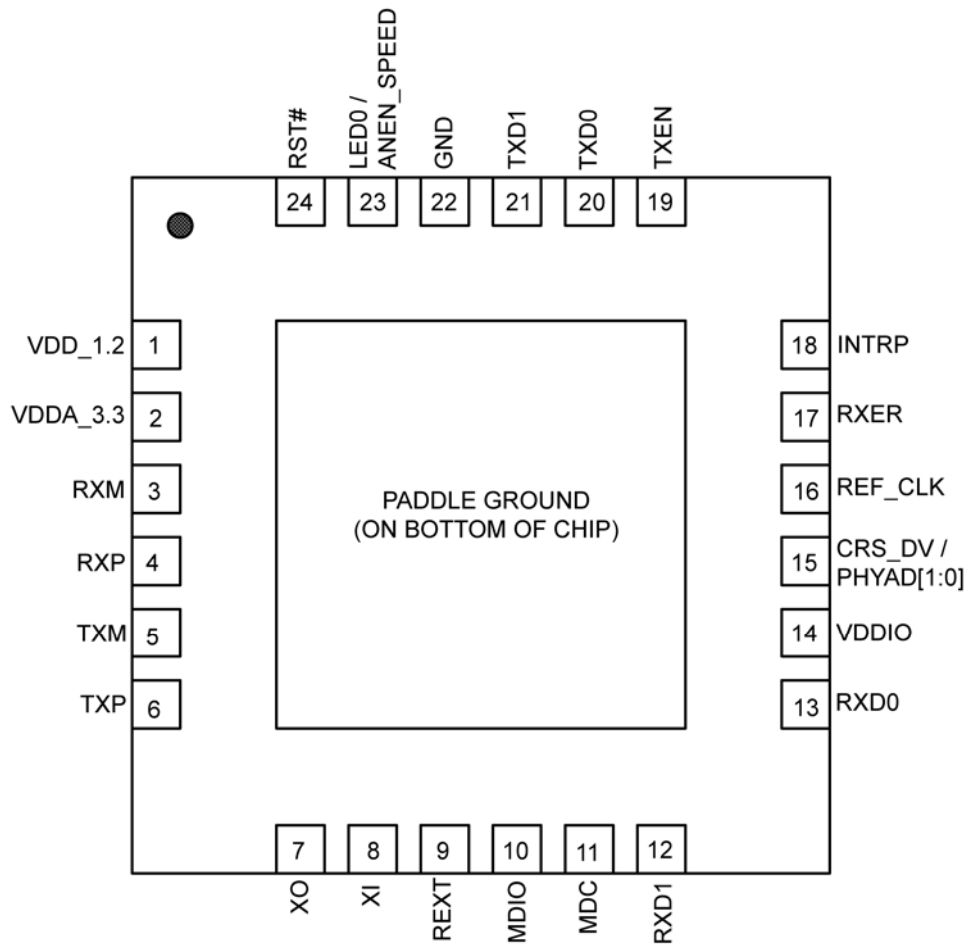 RST#
LED0 /
ANEN_SPEED
GND
TXD1
TXD0
TXEN
24
23
22
21
20
19
VDD_1.2
1
VDDA_3.3
2
RXM
3
RXP
4
TXM
5
TXP
6
PADDLE GROUND
(ON BOTTOM OF CHIP)
18
INTRP
17
RXER
16
REF_CLK
15
CRS_DV /
PHYAD[1:0]
14
VDDIO
13
RXD0
7
8
9
10
11
12
XO
XI
REXT
MDIO
MDC
RXD1